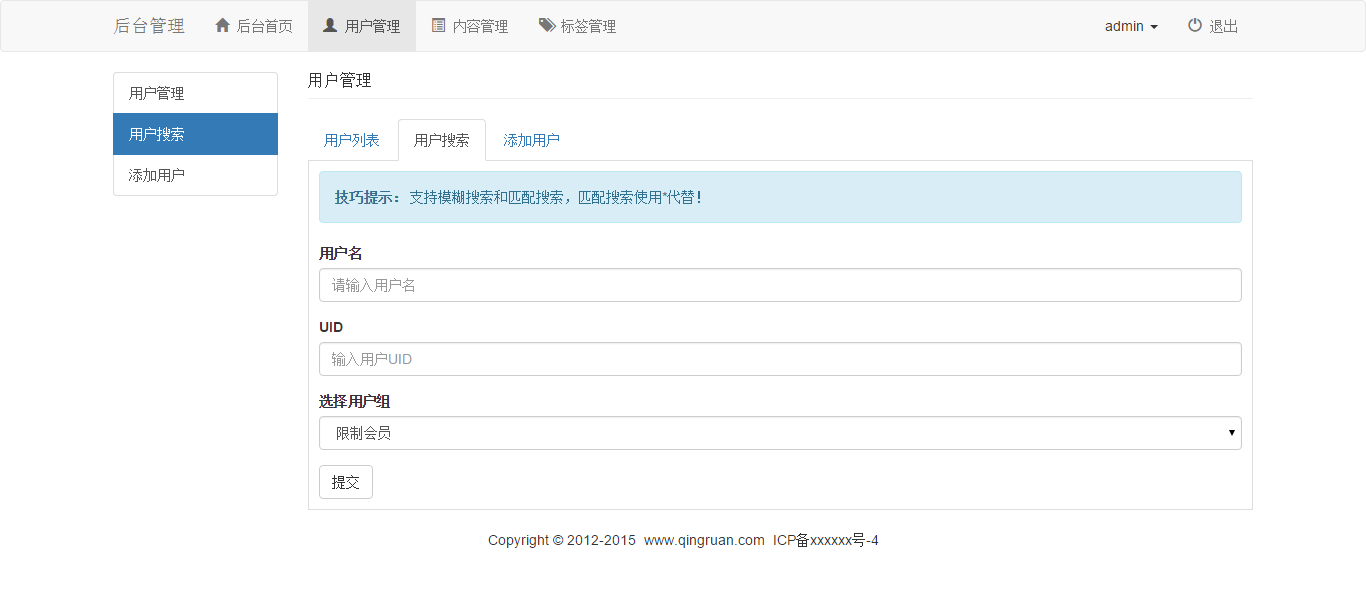 后台管理 后台首页 用户管理 内容管理 标签管理 admin 退出
用户管理
用户搜索
添加用户
用户管理
用户列表 用户搜索 添加用户
技巧提示： 支持模糊搜索和匹配搜索，匹配搜索使用*代替！
用户名
请输入用户名
UID
输入用户UID
选择用户组
限制会员
提交
Copyright © 2012-2015 www.qingruan.com ICP备xxxxxx号-4